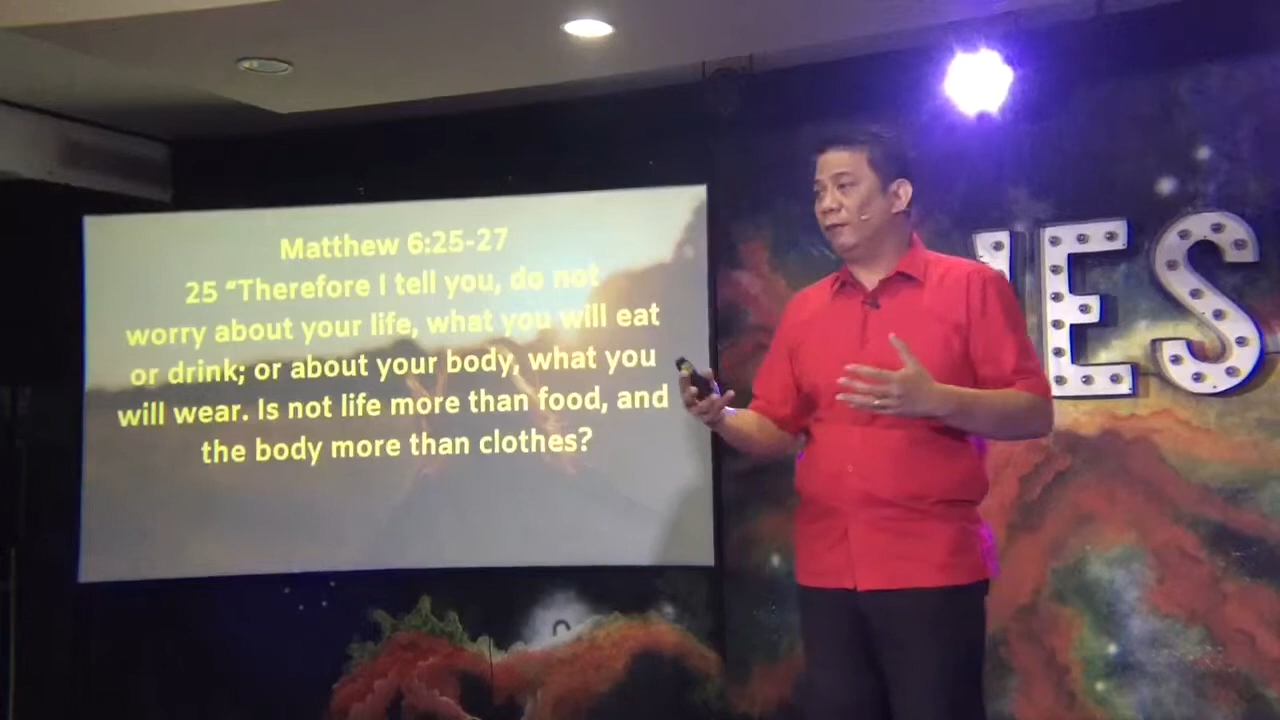 Matthew 6:25-27
25 “Therefore I tell you, do not
worry about your life, what you will eat
or drink; or about your body, what you
will wear. Is not life more than food, and
the body more than clothes?